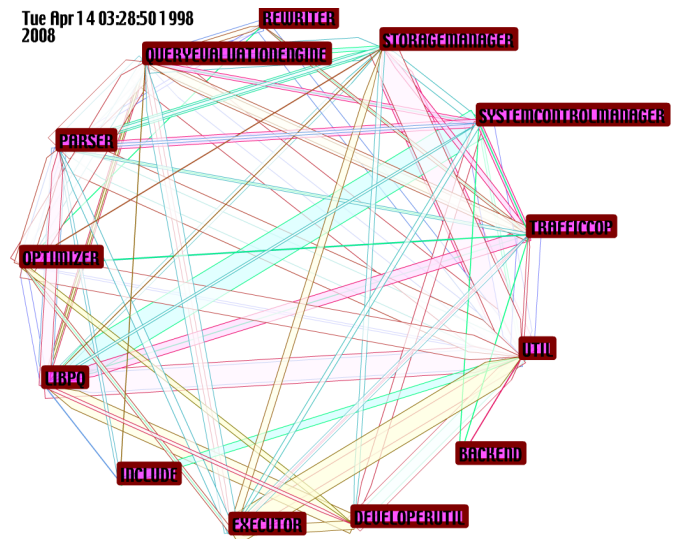 Tue Apr 14 03:28:50 1998
2008
REWRITER
STORAGEMANAGER
QUERYEVALUATIONENGINE
SYSTEMCONTROLMANAGER
PARSER
TRAFFICCOP
OPTIMIZER
UTIL
LIBPQ
BACKEND
INCLUDE
DEVELOPERUTIL
EXECUTOR